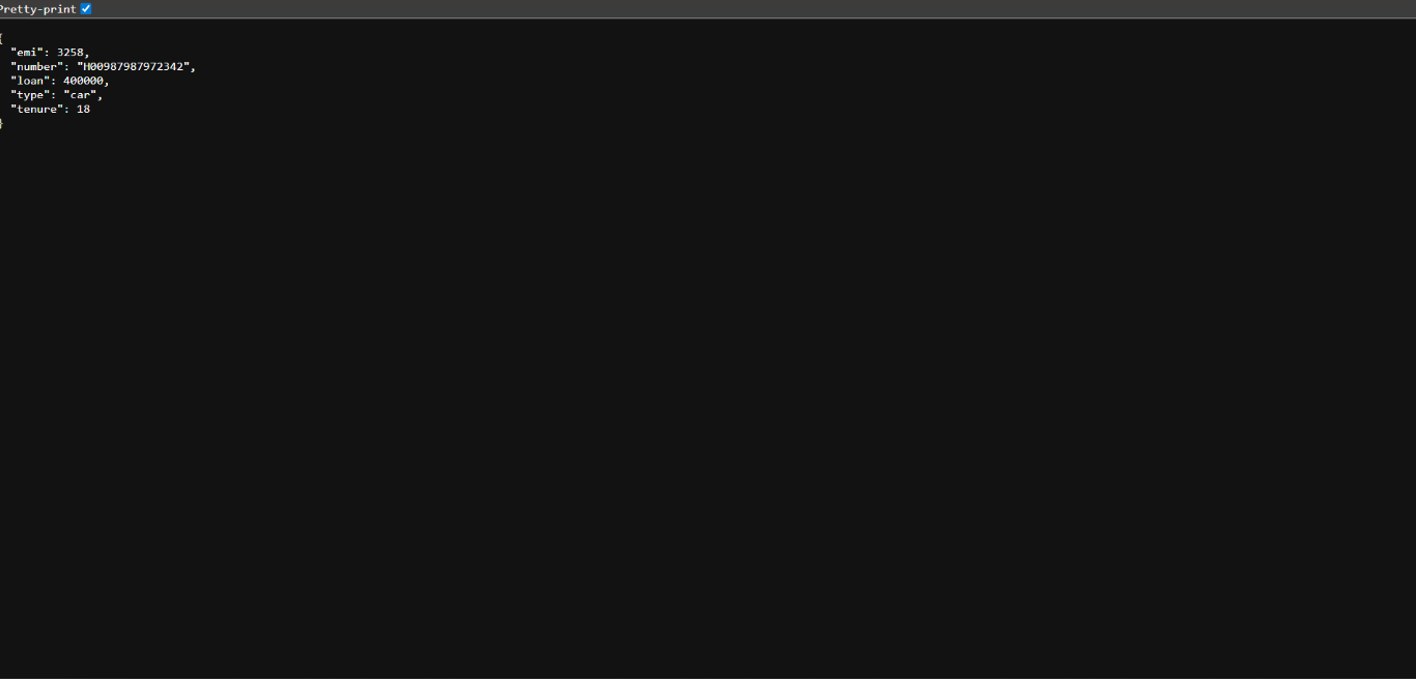 Pretty-print
{
"emi": 3258,
"number": "H00987987972342",
"loan": 400000,
"type": "car",
"tenure": 18
}